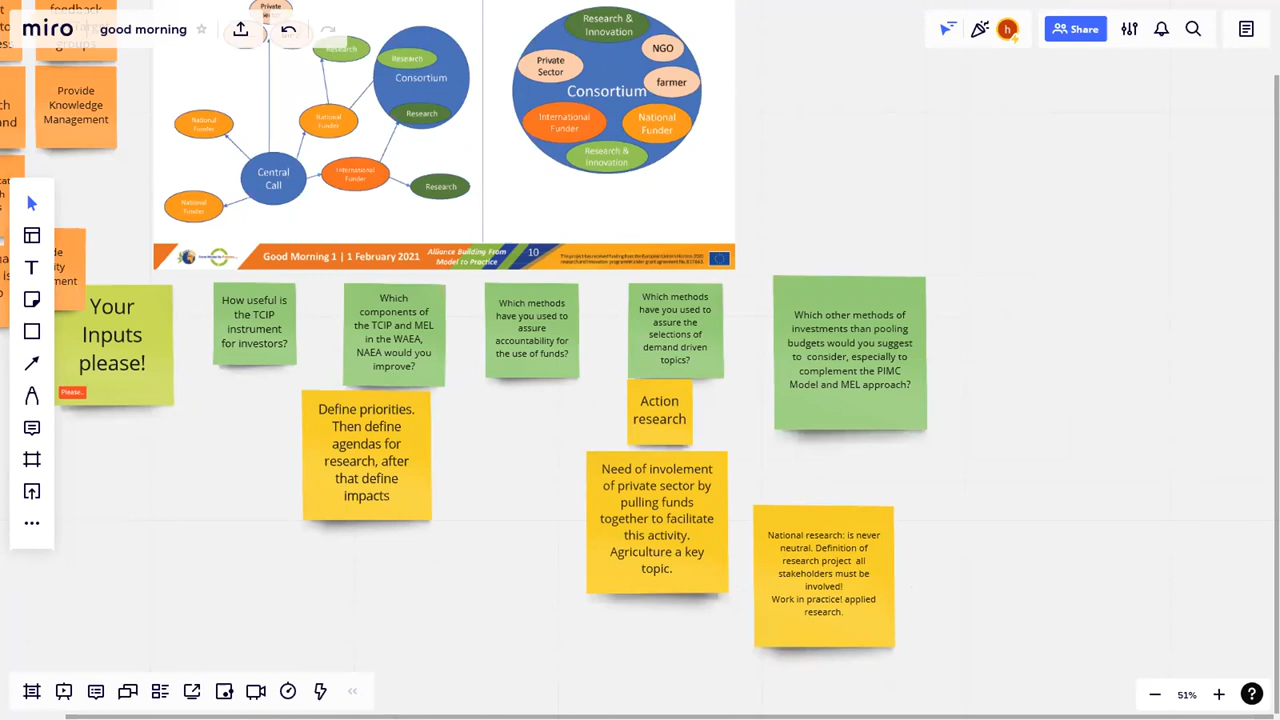 miro
good morning
Share
feedback
groups
Provide
Knowledge
Management
Private
Sector
Research
Research
Consortium
Research
National
Funder
National
Funder
Central
Call
International
Funder
Research
National
Funder
Research &
Innovation
NGO
Private
Sector
farmer
Consortium
International
Funder
National
Funder
Research &
Innovation
Good Morning 1 | 1 February 2021
Alliance Building From
Model to Practice
10
Your
Inputs
please!
Please..
How useful is
the TCIP
instrument
for investors?
Which
components of
the TCIP and MEL
in the WAEA,
NAEA would you
improve?
Which methods
have you used to
assure
accountability for
the use of funds?
Which methods
have you used to
assure the
selections of
demand driven
topics?
Which other methods of
investments than pooling
budgets would you suggest
to consider, especially to
complement the PIMC
Model and MEL approach?
Define priorities.
Then define
agendas for
research, after
that define
impacts
Action
research
Need of involement
of private sector by
pulling funds
together to facilitate
this activity.
Agriculture a key
topic.
National research: is never
neutral. Definition of
research project all
stakeholders must be
involved!
Work in practice! applied
research.
51%